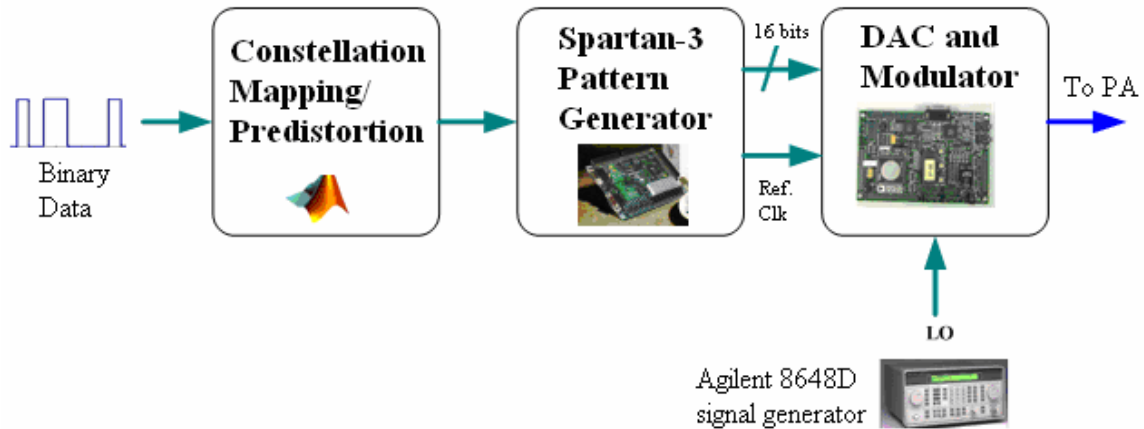 Binary
Data
Constellation
Mapping/
Predistortion
Spartan-3
Pattern
Generator
16 bits
Ref.
Clk
DAC and
Modulator
To PA
LO
Agilent 8648D
signal generator